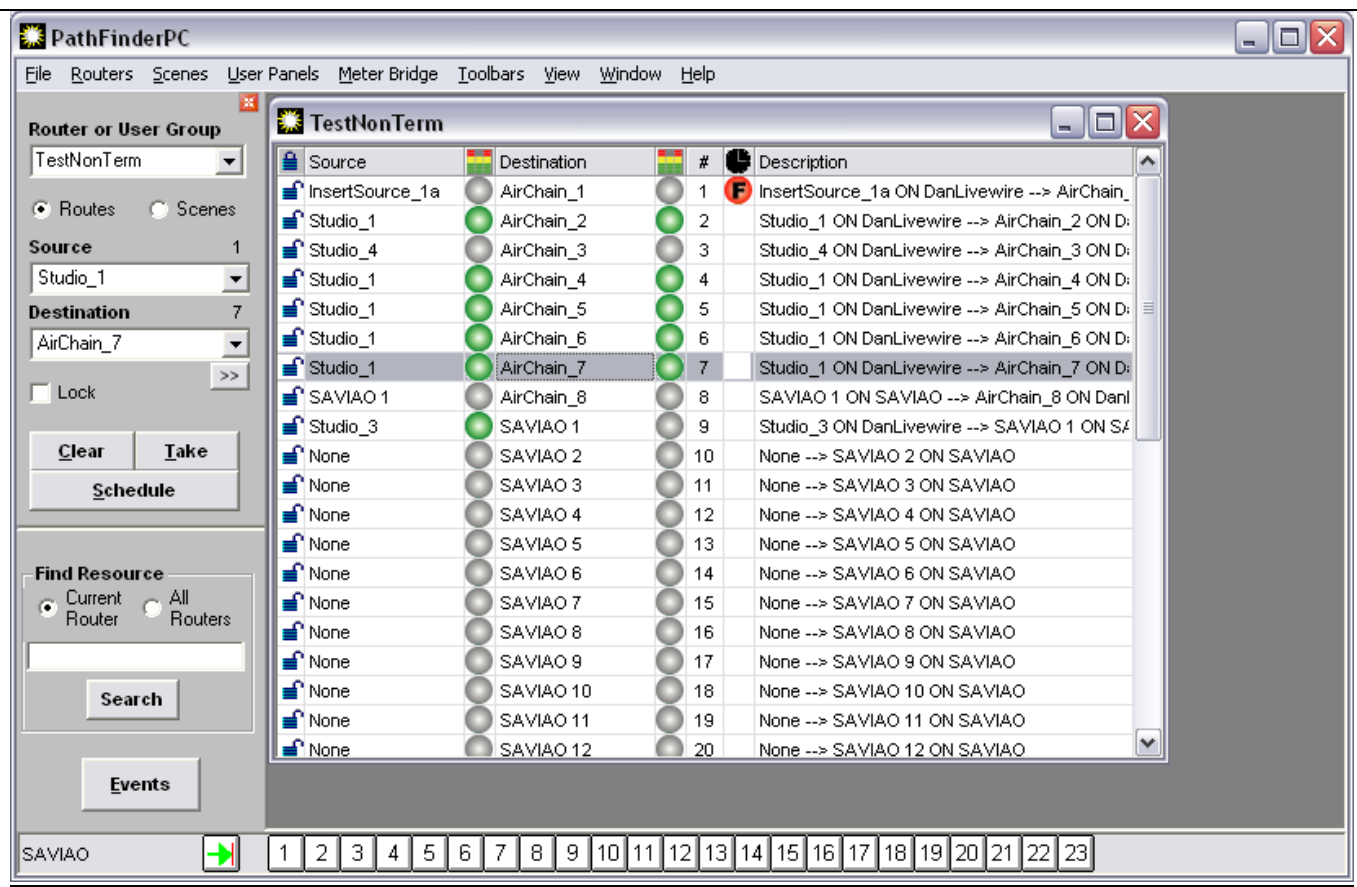 PathFinderPC
File Routers Scenes User Panels Meter Bridge Toolbars View Window Help
Router or User Group
TestNonTerm
Routes Scenes
Source 1
Studio_1
Destination 7
AirChain_7
>>
Lock
Clear Take
Schedule
Find Resource
Current Router All Routers
Search
Events
TestNonTerm
Source Destination # Description
InsertSource_1a AirChain_1 1 F InsertSource_1a ON DanLivewire --> AirChain_
Studio_1 AirChain_2 2 Studio_1 ON DanLivewire --> AirChain_2 ON D
Studio_4 AirChain_3 3 Studio_4 ON DanLivewire --> AirChain_3 ON D
Studio_1 AirChain_4 4 Studio_1 ON DanLivewire --> AirChain_4 ON D
Studio_1 AirChain_5 5 Studio_1 ON DanLivewire --> AirChain_5 ON D
Studio_1 AirChain_6 6 Studio_1 ON DanLivewire --> AirChain_6 ON D
Studio_1 AirChain_7 7 Studio_1 ON DanLivewire --> AirChain_7 ON D
SAVIAO 1 AirChain_8 8 SAVIAO 1 ON SAVIAO --> AirChain_8 ON Danl
Studio_3 SAVIAO 1 9 Studio_3 ON DanLivewire --> SAVIAO 1 ON SA
None SAVIAO 2 10 None --> SAVIAO 2 ON SAVIAO
None SAVIAO 3 11 None --> SAVIAO 3 ON SAVIAO
None SAVIAO 4 12 None --> SAVIAO 4 ON SAVIAO
None SAVIAO 5 13 None --> SAVIAO 5 ON SAVIAO
None SAVIAO 6 14 None --> SAVIAO 6 ON SAVIAO
None SAVIAO 7 15 None --> SAVIAO 7 ON SAVIAO
None SAVIAO 8 16 None --> SAVIAO 8 ON SAVIAO
None SAVIAO 9 17 None --> SAVIAO 9 ON SAVIAO
None SAVIAO 10 18 None --> SAVIAO 10 ON SAVIAO
None SAVIAO 11 19 None --> SAVIAO 11 ON SAVIAO
None SAVIAO 12 20 None --> SAVIAO 12 ON SAVIAO
SAVIAO 1 2 3 4 5 6 7 8 9 10 11 12 13 14 15 16 17 18 19 20 21 22 23